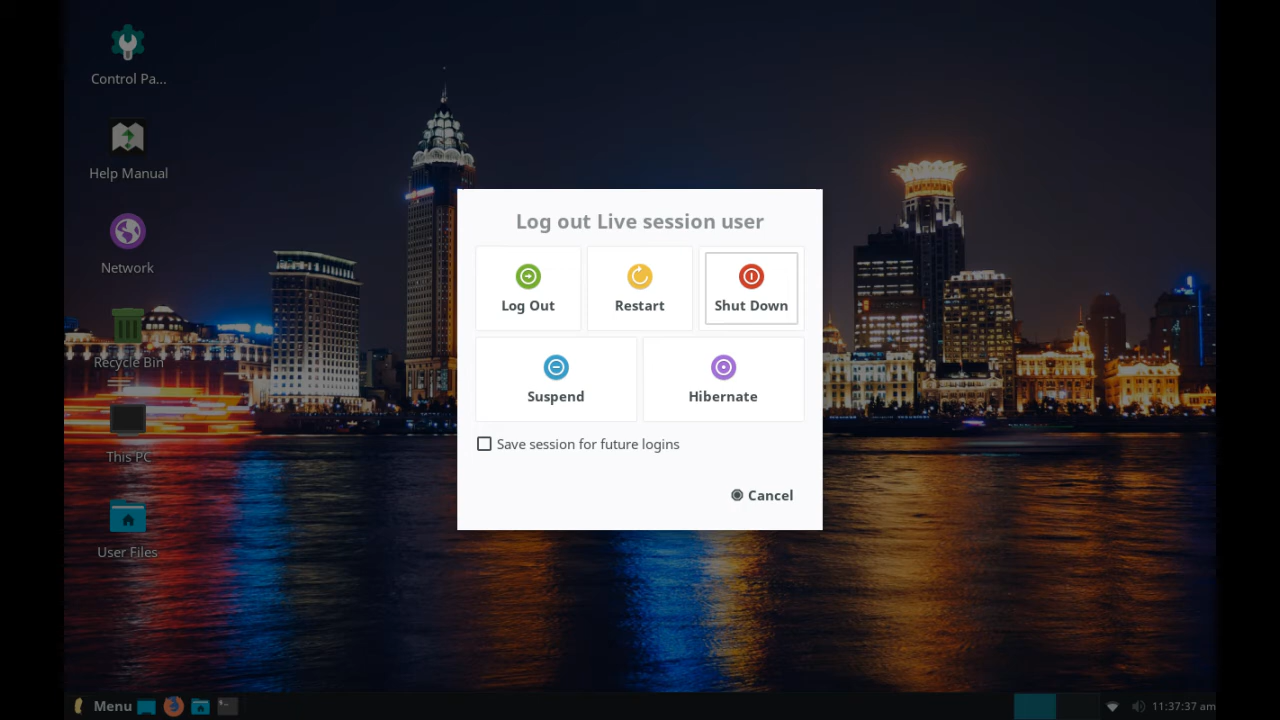 Control Pa...
Help Manual
Network
Recycle Bin
This PC
User Files
Log out Live session user
Log Out
Restart
Shut Down
Suspend
Hibernate
Save session for future logins
Cancel
Menu
11:37:37 am